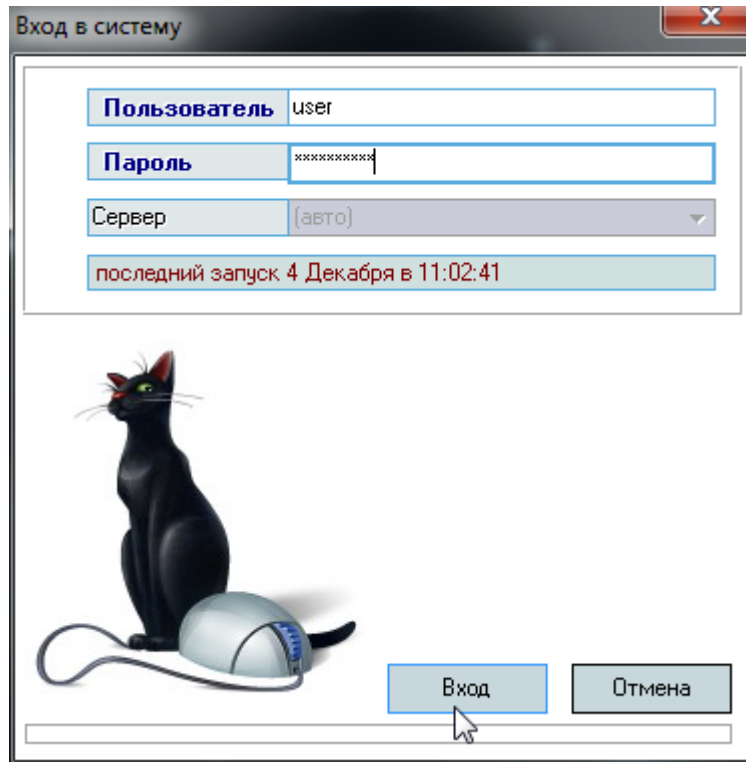 Вход в систему
Пользователь user
Пароль **********
Сервер (авто)
последний запуск 4 Декабря в 11:02:41
Вход Отмена